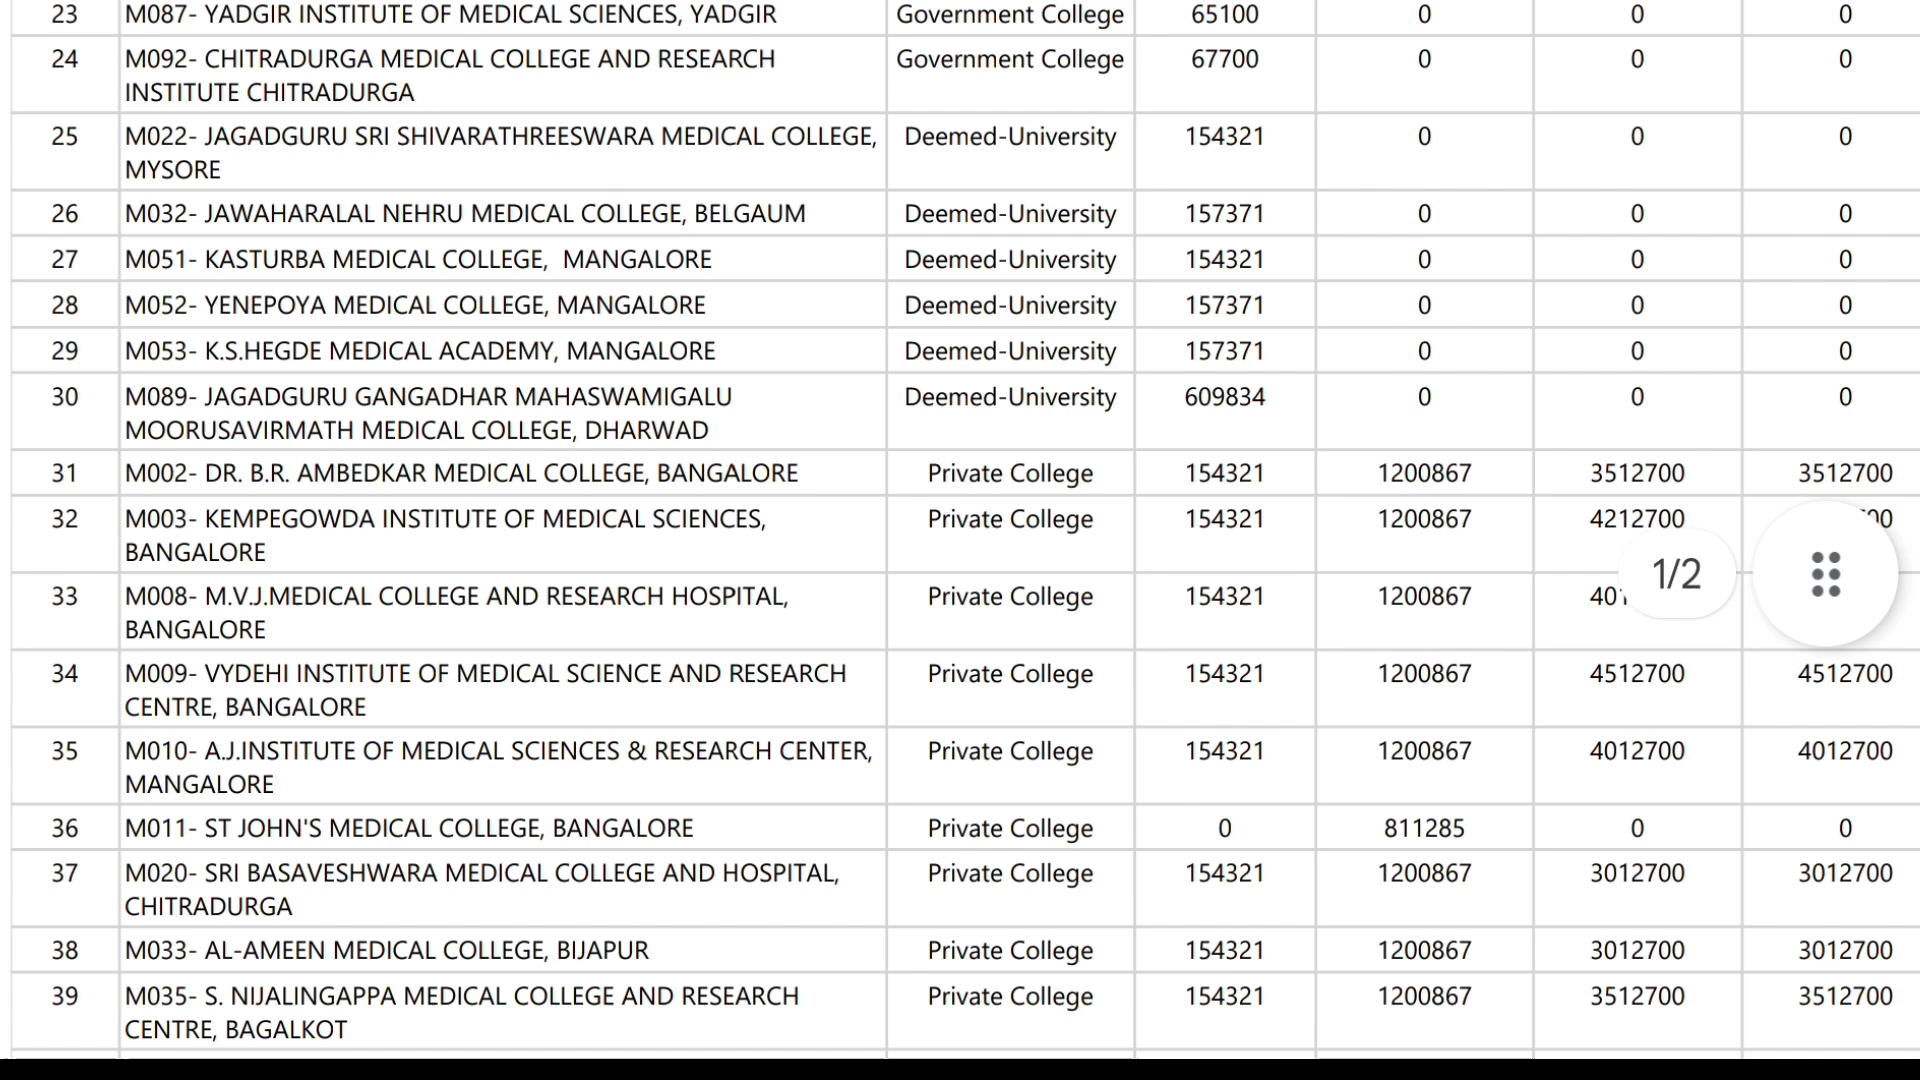 23 M087- YADGIR INSTITUTE OF MEDICAL SCIENCES, YADGIR Government College 65100 0 0 0
24 M092- CHITRADURGA MEDICAL COLLEGE AND RESEARCH Government College 67700 0 0 0
INSTITUTE CHITRADURGA
25 M022- JAGADGURU SRI SHIVARATHREESWARA MEDICAL COLLEGE, Deemed-University 154321 0 0 0
MYSORE
26 M032- JAWAHARALAL NEHRU MEDICAL COLLEGE, BELGAUM Deemed-University 157371 0 0 0
27 M051- KASTURBA MEDICAL COLLEGE, MANGALORE Deemed-University 154321 0 0 0
28 M052- YENEPOYA MEDICAL COLLEGE, MANGALORE Deemed-University 157371 0 0 0
29 M053- K.S.HEGDE MEDICAL ACADEMY, MANGALORE Deemed-University 157371 0 0 0
30 M089- JAGADGURU GANGADHAR MAHASWAMIGALU Deemed-University 609834 0 0 0
MOORUSAVIRMATH MEDICAL COLLEGE, DHARWAD
31 M002- DR. B.R. AMBEDKAR MEDICAL COLLEGE, BANGALORE Private College 154321 1200867 3512700 3512700
32 M003- KEMPEGOWDA INSTITUTE OF MEDICAL SCIENCES, Private College 154321 1200867 4212700
BANGALORE
1/2
33 M008- M.V.J.MEDICAL COLLEGE AND RESEARCH HOSPITAL, Private College 154321 1200867
BANGALORE
34 M009- VYDEHI INSTITUTE OF MEDICAL SCIENCE AND RESEARCH Private College 154321 1200867 4512700 4512700
CENTRE, BANGALORE
35 M010- A.J.INSTITUTE OF MEDICAL SCIENCES & RESEARCH CENTER, Private College 154321 1200867 4012700 4012700
MANGALORE
36 M011- ST JOHN'S MEDICAL COLLEGE, BANGALORE Private College 0 811285 0 0
37 M020- SRI BASAVESHWARA MEDICAL COLLEGE AND HOSPITAL, Private College 154321 1200867 3012700 3012700
CHITRADURGA
38 M033- AL-AMEEN MEDICAL COLLEGE, BIJAPUR Private College 154321 1200867 3012700 3012700
39 M035- S. NIJALINGAPPA MEDICAL COLLEGE AND RESEARCH Private College 154321 1200867 3512700 3512700
CENTRE, BAGALKOT